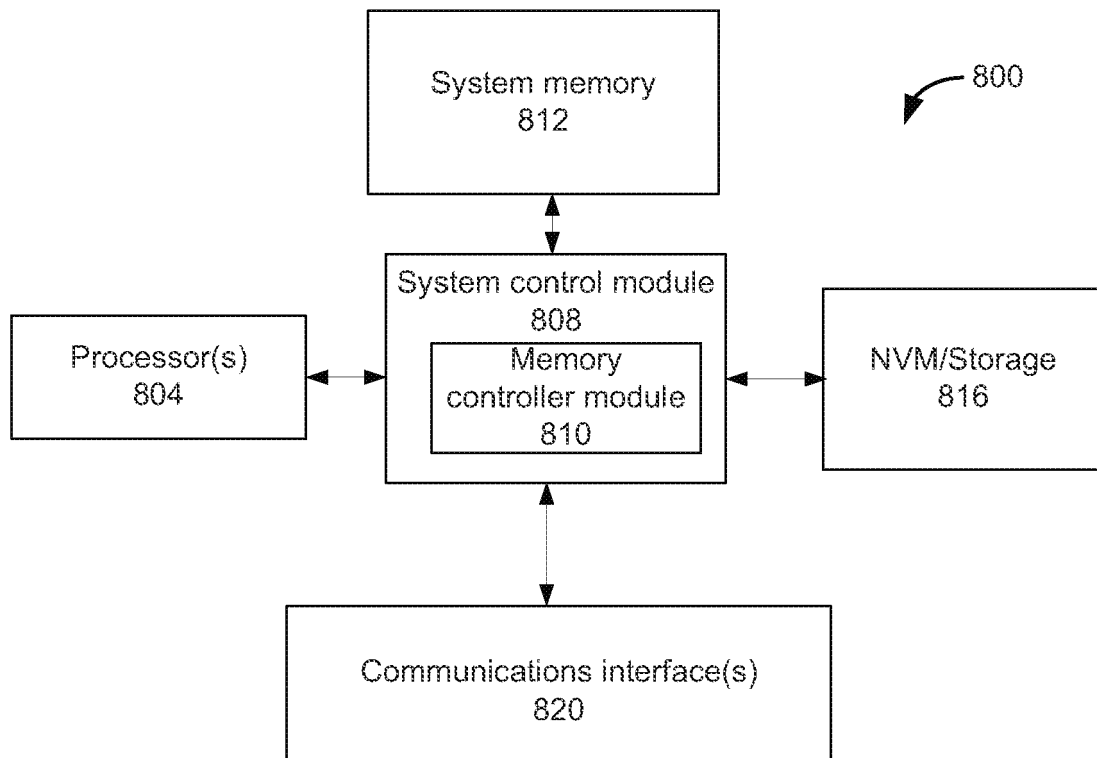 System memory
812
800
System control module
808
Memory
controller module
810
Processor(s)
804
NVM/Storage
816
Communications interface(s)
820